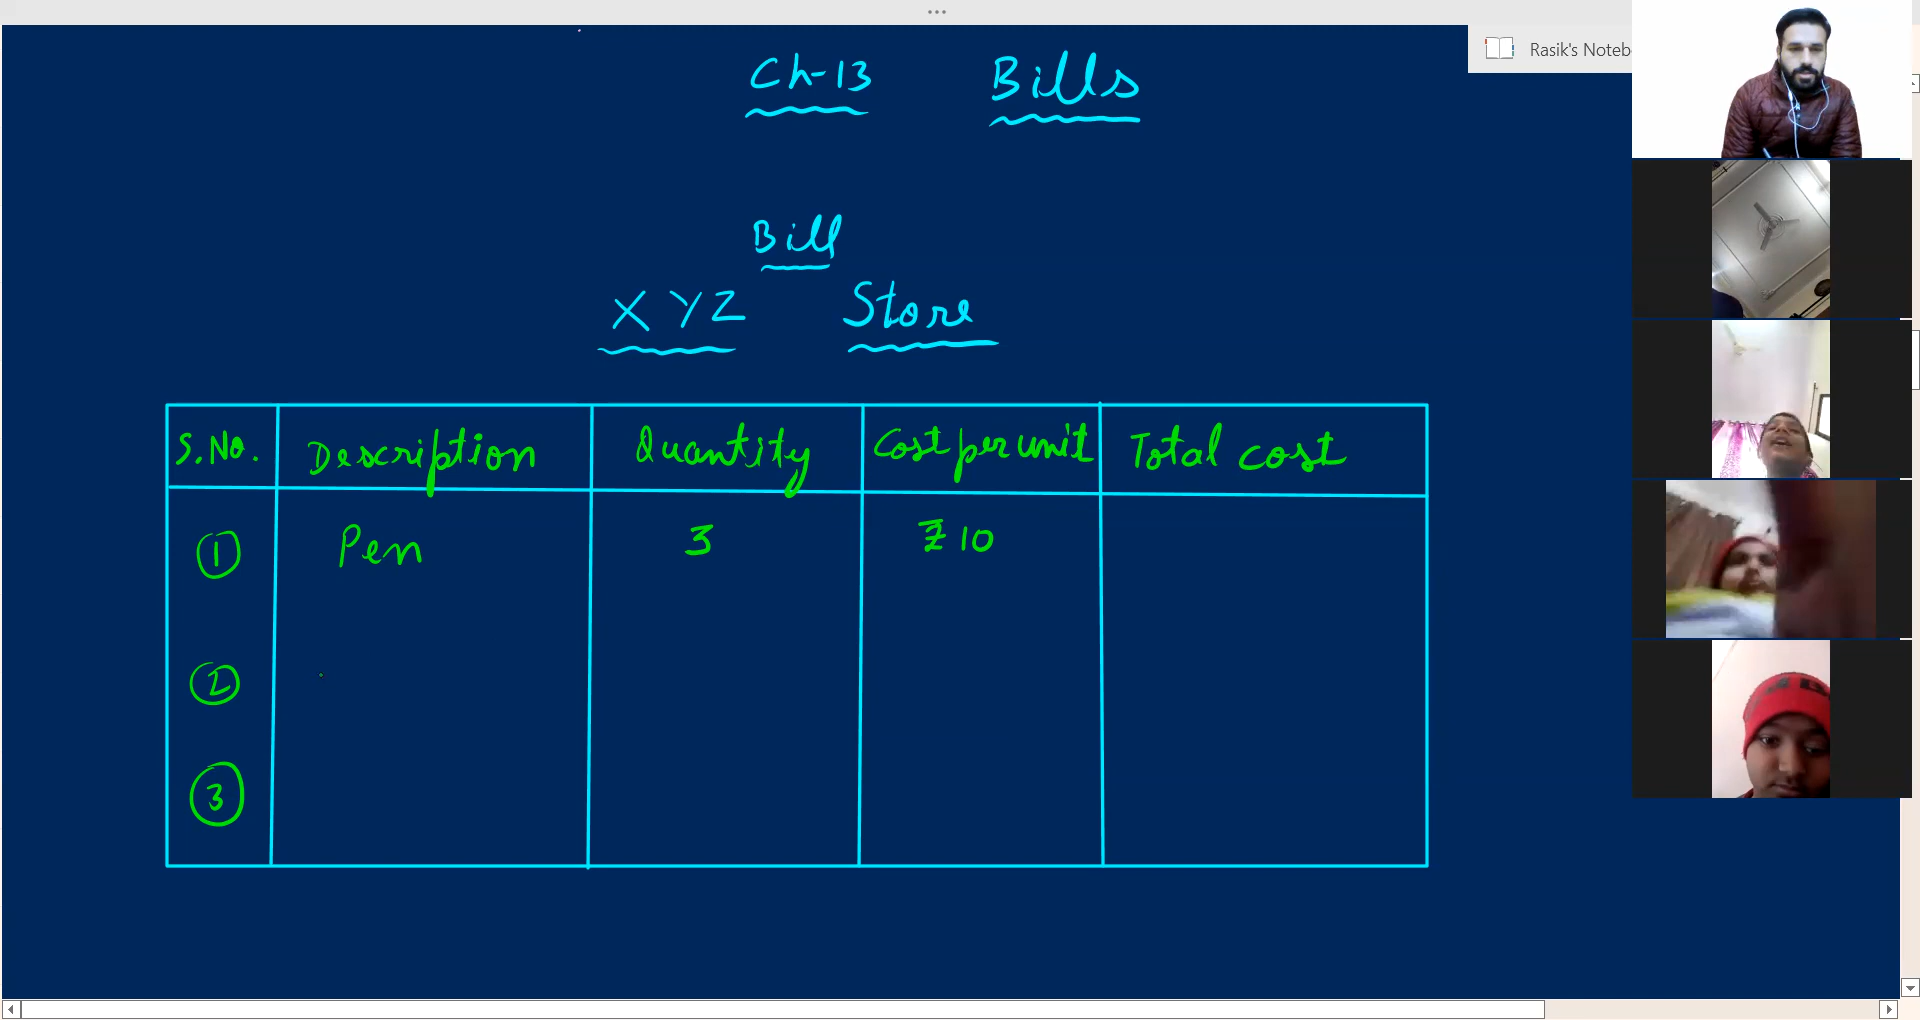 Ch-13 Bills
Rasik's Noteb
Bill
XYZ Store
S.No. Description Quantity Cost per unit Total cost
1 Pen 3 ₹10
2
3